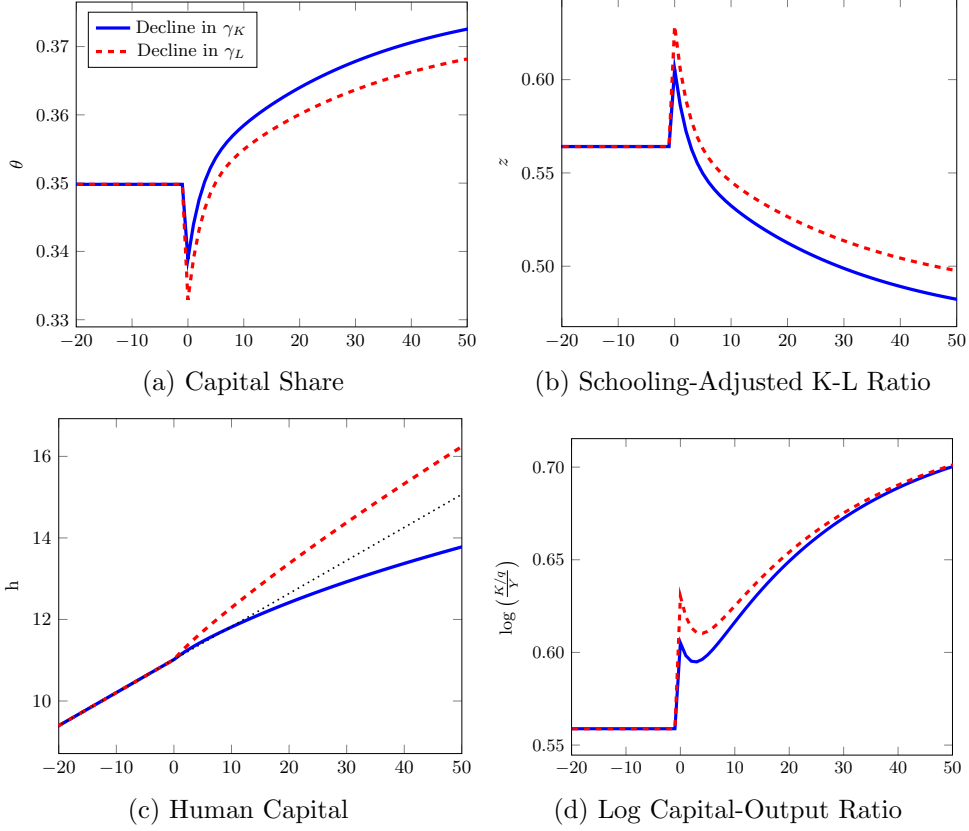 0.37
0.36
0.35
0.34
0.33
θ
Decline in γ_K
Decline in γ_L
−20 −10 0 10 20 30 40 50
(a) Capital Share
0.60
0.55
0.50
z
−20 −10 0 10 20 30 40 50
(b) Schooling-Adjusted K-L Ratio
16
14
12
10
h
−20 −10 0 10 20 30 40 50
(c) Human Capital
0.70
0.65
0.60
0.55
log (K/q / Y)
−20 −10 0 10 20 30 40 50
(d) Log Capital-Output Ratio